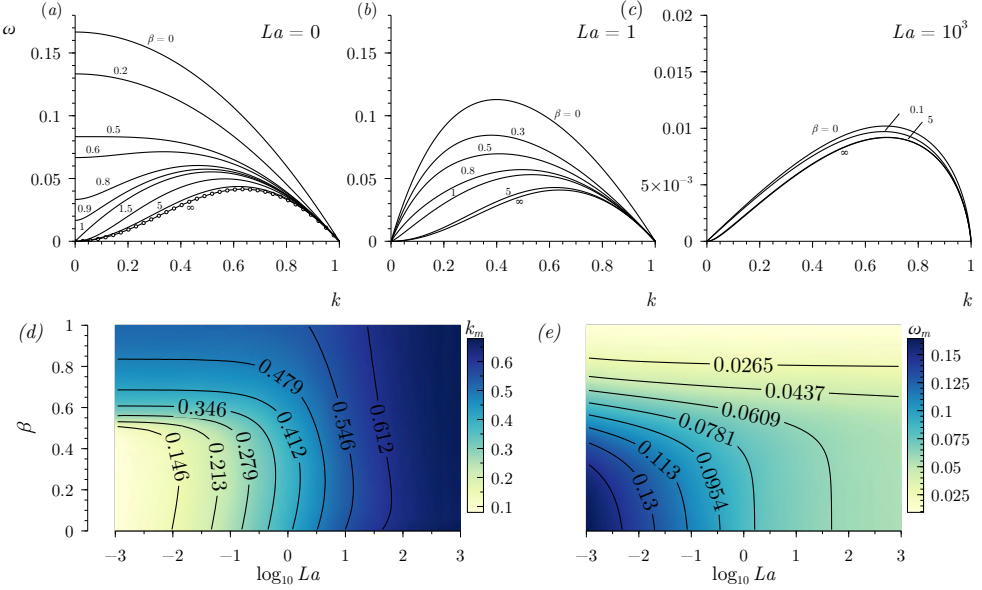 (a) La = 0
ω
0.15
0.1
0.05
0
β = 0
0.2
0.5
0.6
0.8
0.9
1
1.5
5
∞
0 0.2 0.4 0.6 0.8 1
k
(b) La = 1
0.15
0.1
0.05
0
β = 0
0.3
0.5
0.8
1
5
∞
0 0.2 0.4 0.6 0.8 1
k
(c) La = 10³
0.02
0.015
0.01
5×10⁻³
0
β = 0
0.1
5
∞
0 0.2 0.4 0.6 0.8 1
k
(d)
β
1
0.8
0.6
0.4
0.2
0
0.479
0.346
0.412
0.546
0.612
0.146
0.213
0.279
−3 −2 −1 0 1 2 3
log₁₀ La
k_m
0.6
0.5
0.4
0.3
0.2
0.1
(e)
0.0265
0.0437
0.0609
0.0781
0.0954
0.113
0.13
−3 −2 −1 0 1 2 3
log₁₀ La
ω_m
0.15
0.125
0.1
0.075
0.05
0.025